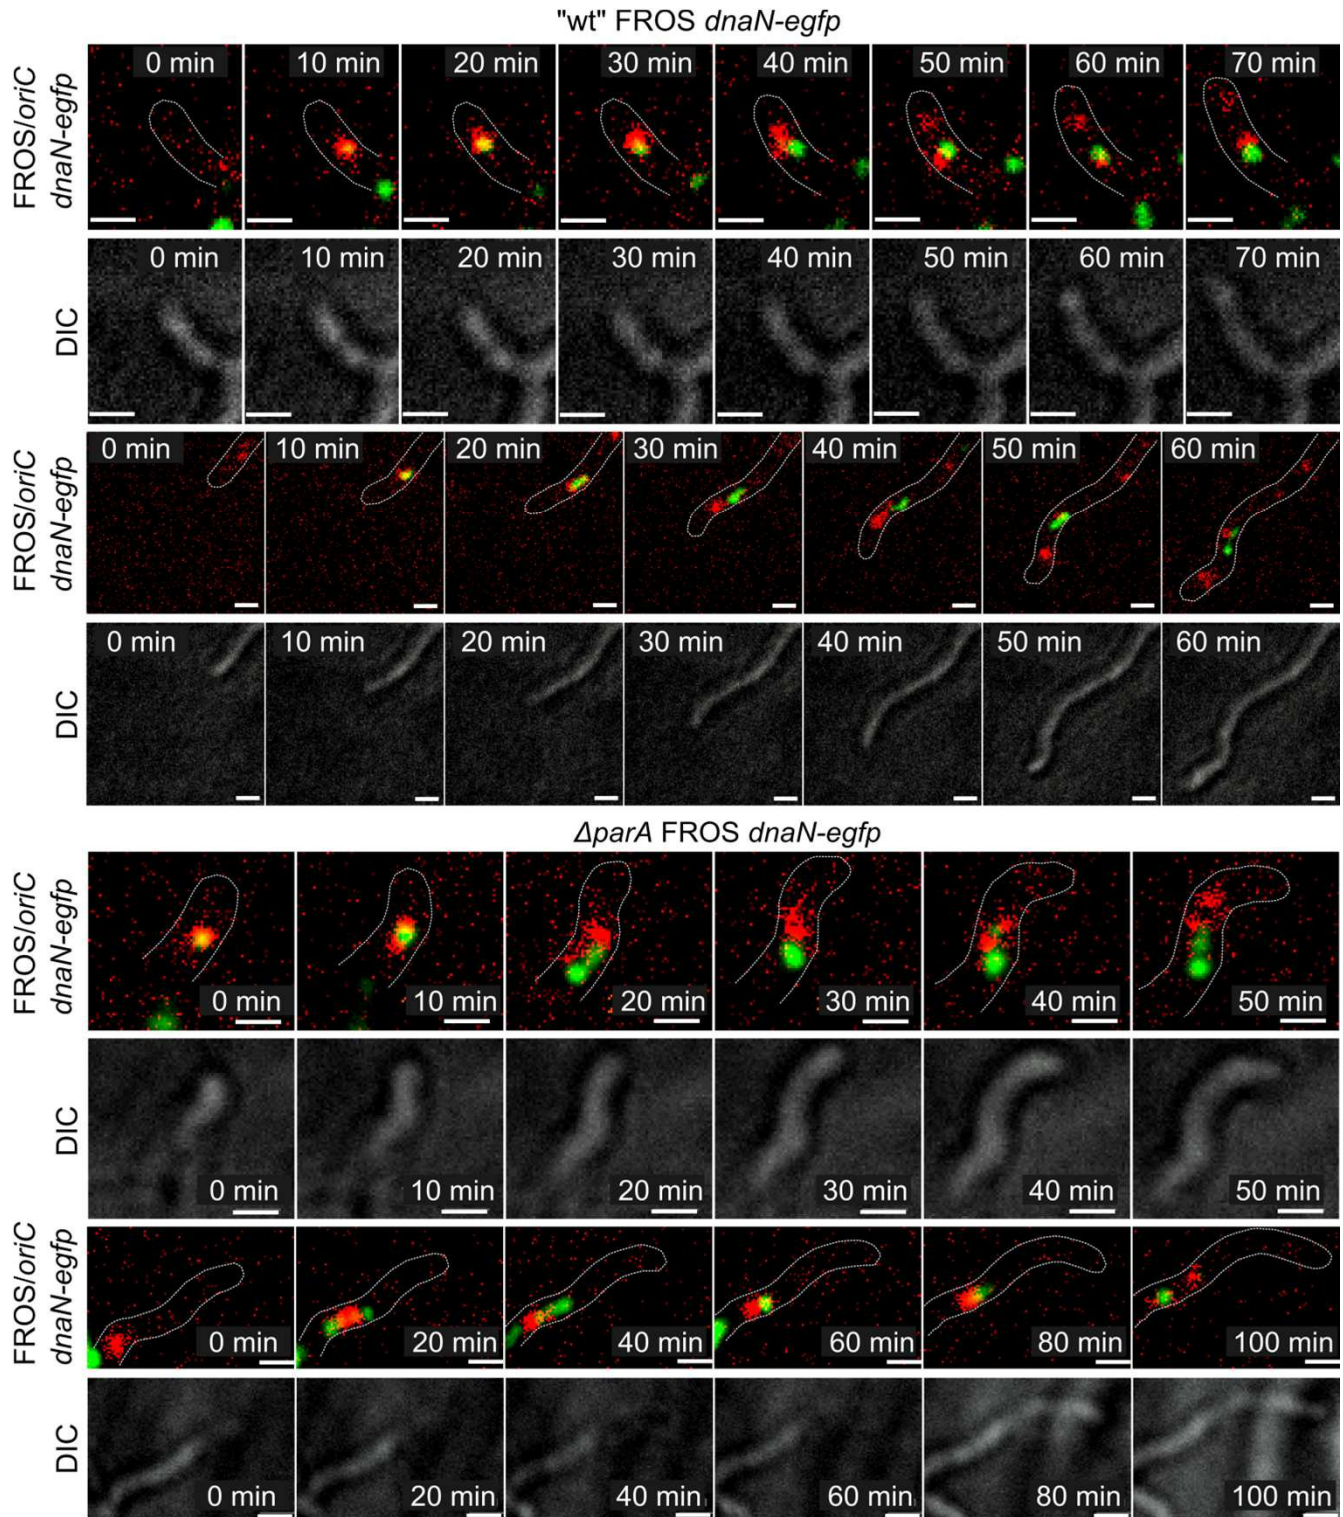 "wt" FROS dnaN-egfp
FROS/oriC
dnaN-egfp
0 min 10 min 20 min 30 min 40 min 50 min 60 min 70 min
DIC
0 min 10 min 20 min 30 min 40 min 50 min 60 min 70 min
FROS/oriC
dnaN-egfp
0 min 10 min 20 min 30 min 40 min 50 min 60 min
DIC
0 min 10 min 20 min 30 min 40 min 50 min 60 min
ΔparA FROS dnaN-egfp
FROS/oriC
dnaN-egfp
0 min 10 min 20 min 30 min 40 min 50 min
DIC
0 min 10 min 20 min 30 min 40 min 50 min
FROS/oriC
dnaN-egfp
0 min 20 min 40 min 60 min 80 min 100 min
DIC
0 min 20 min 40 min 60 min 80 min 100 min